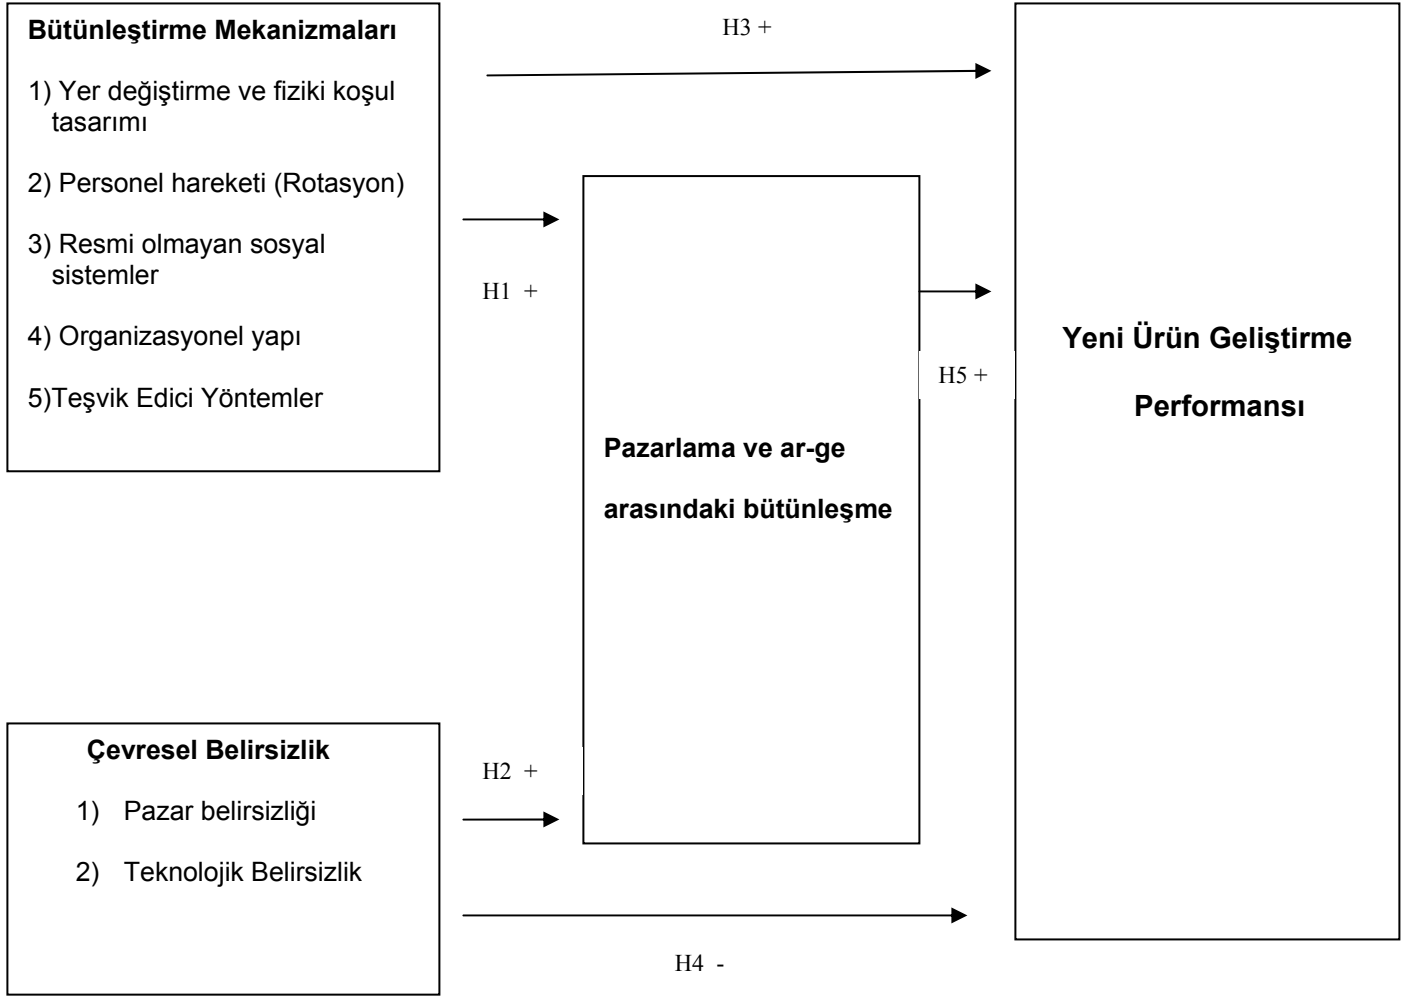 Bütünleştirme Mekanizmaları
1) Yer değiştirme ve fiziki koşul
tasarımı
2) Personel hareketi (Rotasyon)
3) Resmi olmayan sosyal
sistemler
4) Organizasyonel yapı
5)Teşvik Edici Yöntemler
H3 +
H1 +
Pazarlama ve ar-ge
arasındaki bütünleşme
H5 +
Yeni Ürün Geliştirme
Performansı
Çevresel Belirsizlik
1) Pazar belirsizliği
2) Teknolojik Belirsizlik
H2 +
H4 -